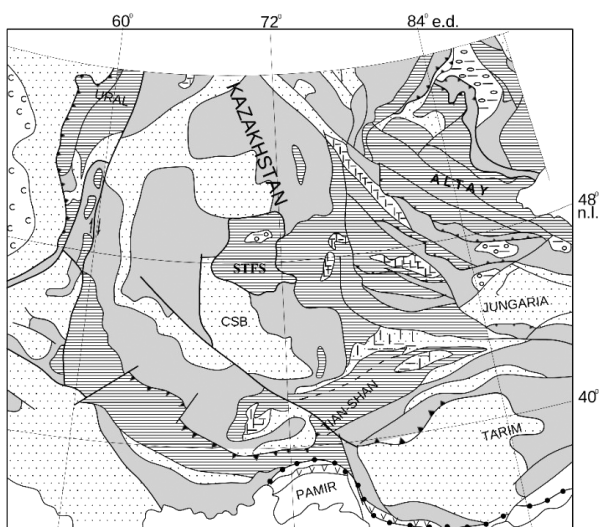 60° 72° 84° e.d.
URAL
KAZAKHSTAN
ALTAY
48°
n.l.
STFS
JUNGARIA
CSB
40°
TIAN-SHAN
TARIM
PAMIR